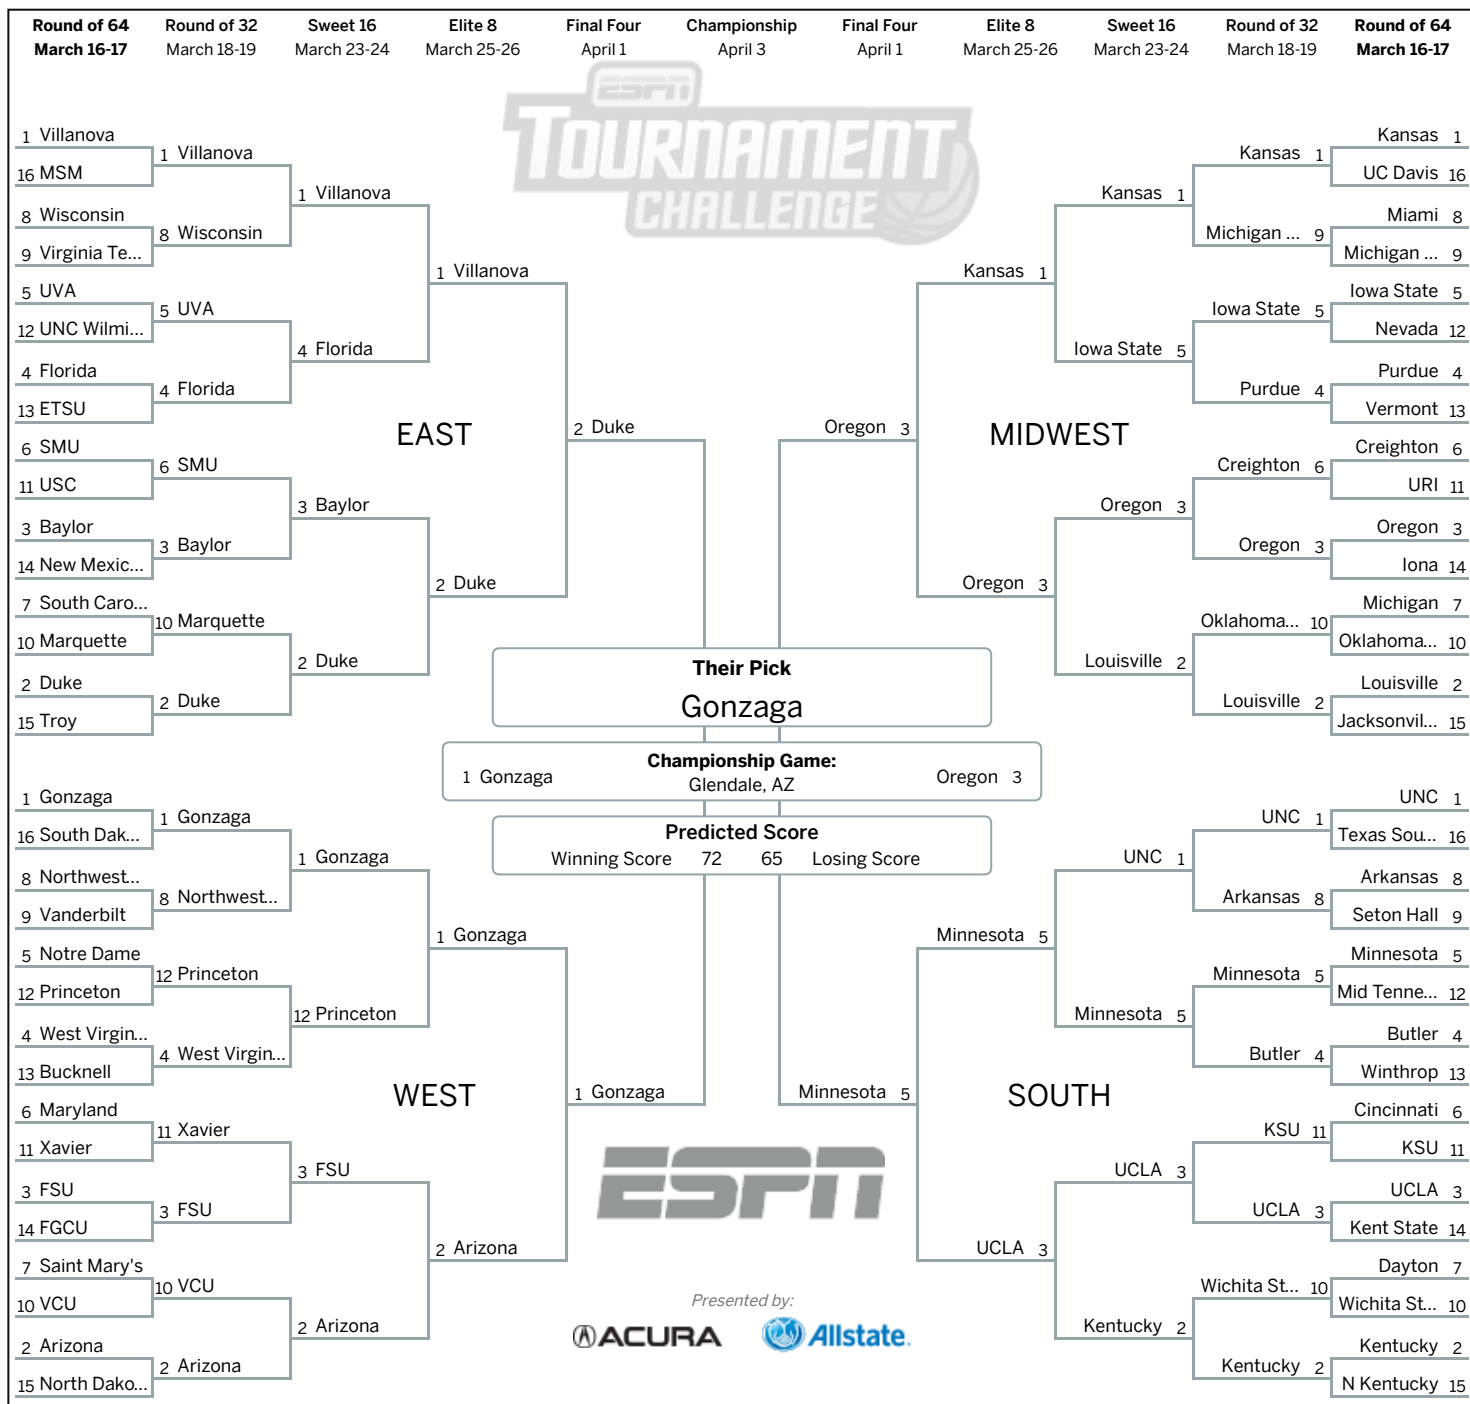 Round of 64 Round of 32 Sweet 16 Elite 8 Final Four Championship Final Four Elite 8 Sweet 16 Round of 32 Round of 64
March 16-17 March 18-19 March 23-24 March 25-26 April 1 April 3 April 1 March 25-26 March 23-24 March 18-19 March 16-17
ESPN
TOURNAMENT
CHALLENGE
1 Villanova
16 MSM
8 Wisconsin
9 Virginia Te...
5 UVA
12 UNC Wilmi...
4 Florida
13 ETSU
6 SMU
11 USC
3 Baylor
14 New Mexic...
7 South Caro...
10 Marquette
2 Duke
15 Troy
1 Villanova
8 Wisconsin
5 UVA
4 Florida
6 SMU
3 Baylor
10 Marquette
2 Duke
1 Villanova
4 Florida
3 Baylor
2 Duke
1 Villanova
2 Duke
EAST
2 Duke
Kansas 1
UC Davis 16
Miami 8
Michigan ... 9
Iowa State 5
Nevada 12
Purdue 4
Vermont 13
Creighton 6
URI 11
Oregon 3
Iona 14
Michigan 7
Oklahoma... 10
Louisville 2
Jacksonvil... 15
Kansas 1
Michigan ... 9
Iowa State 5
Purdue 4
Creighton 6
Oregon 3
Oklahoma... 10
Louisville 2
Kansas 1
Iowa State 5
Oregon 3
Louisville 2
Kansas 1
Oregon 3
MIDWEST
Oregon 3
Their Pick
Gonzaga
Championship Game:
1 Gonzaga Glendale, AZ Oregon 3
Predicted Score
Winning Score 72 65 Losing Score
1 Gonzaga
16 South Dak...
8 Northwest...
9 Vanderbilt
5 Notre Dame
12 Princeton
4 West Virgin...
13 Bucknell
6 Maryland
11 Xavier
3 FSU
14 FGCU
7 Saint Mary's
10 VCU
2 Arizona
15 North Dako...
1 Gonzaga
8 Northwest...
12 Princeton
4 West Virgin...
11 Xavier
3 FSU
10 VCU
2 Arizona
1 Gonzaga
12 Princeton
3 FSU
2 Arizona
1 Gonzaga
2 Arizona
WEST
1 Gonzaga
UNC 1
Texas Sou... 16
Arkansas 8
Seton Hall 9
Minnesota 5
Mid Tenne... 12
Butler 4
Winthrop 13
Cincinnati 6
KSU 11
UCLA 3
Kent State 14
Dayton 7
Wichita St... 10
Kentucky 2
N Kentucky 15
UNC 1
Arkansas 8
Minnesota 5
Butler 4
KSU 11
UCLA 3
Wichita St... 10
Kentucky 2
UNC 1
Minnesota 5
UCLA 3
Kentucky 2
Minnesota 5
UCLA 3
SOUTH
Minnesota 5
ESPN
Presented by:
ACURA Allstate.